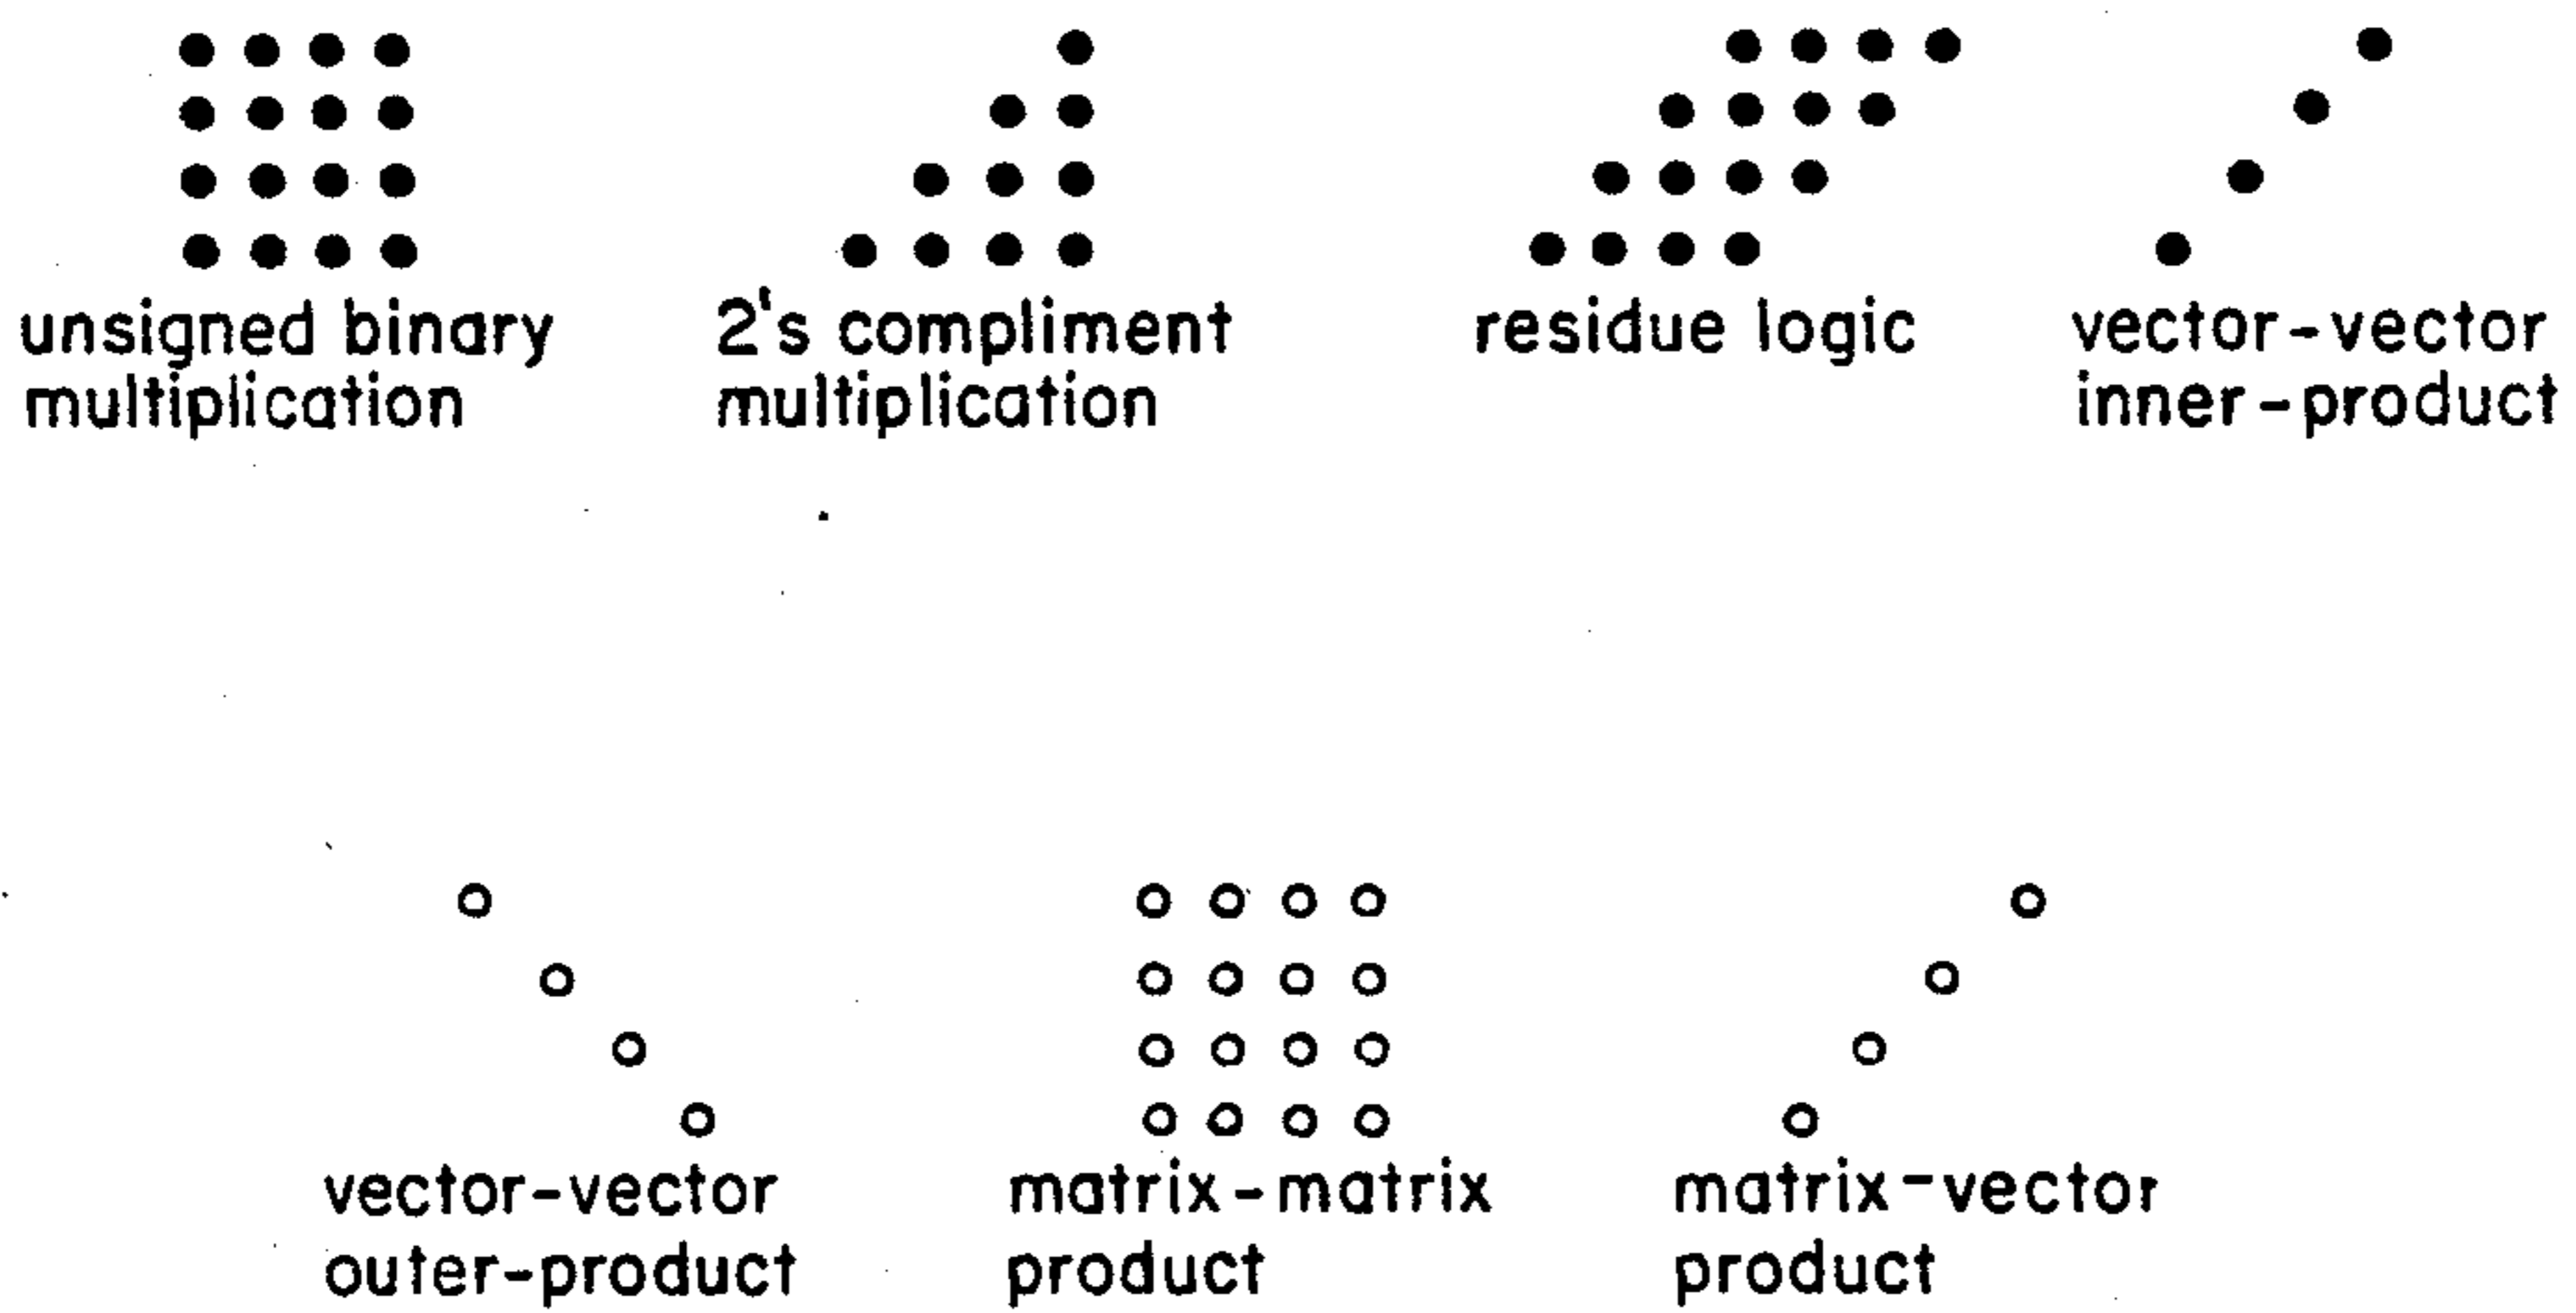 unsigned binary
multiplication
2's compliment
multiplication
residue logic
vector-vector
inner-product
vector-vector
outer-product
matrix-matrix
product
matrix-vector
product